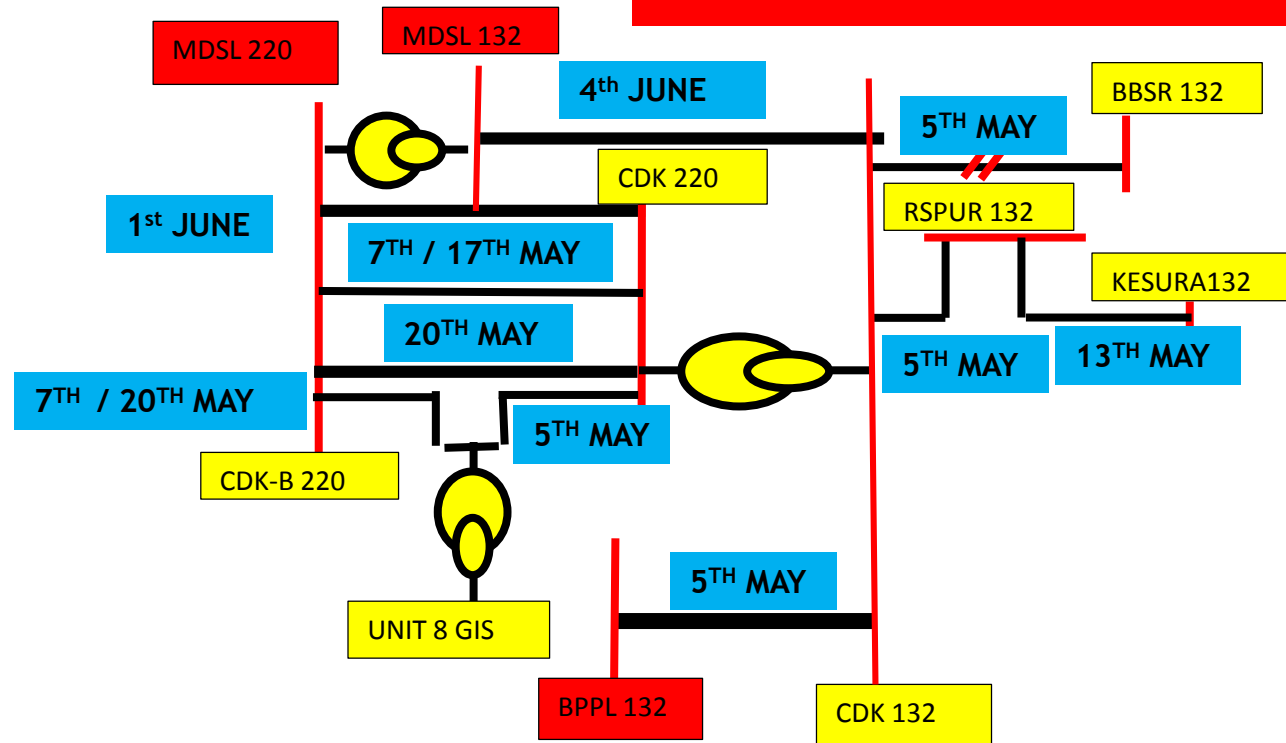 MDSL 220
MDSL 132
4th JUNE
5TH MAY
BBSR 132
CDK 220
RSPUR 132
1st JUNE
7TH / 17TH MAY
KESURA132
20TH MAY
5TH MAY
13TH MAY
7TH / 20TH MAY
5TH MAY
CDK-B 220
5TH MAY
UNIT 8 GIS
BPPL 132
CDK 132